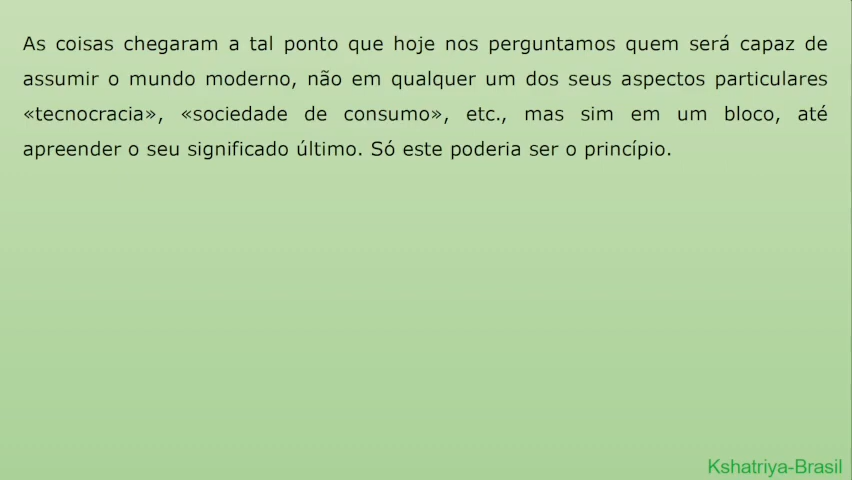 As coisas chegaram a tal ponto que hoje nos perguntamos quem será capaz de
assumir o mundo moderno, não em qualquer um dos seus aspectos particulares
«tecnocracia», «sociedade de consumo», etc., mas sim em um bloco, até
apreender o seu significado último. Só este poderia ser o princípio.
Kshatriya-Brasil